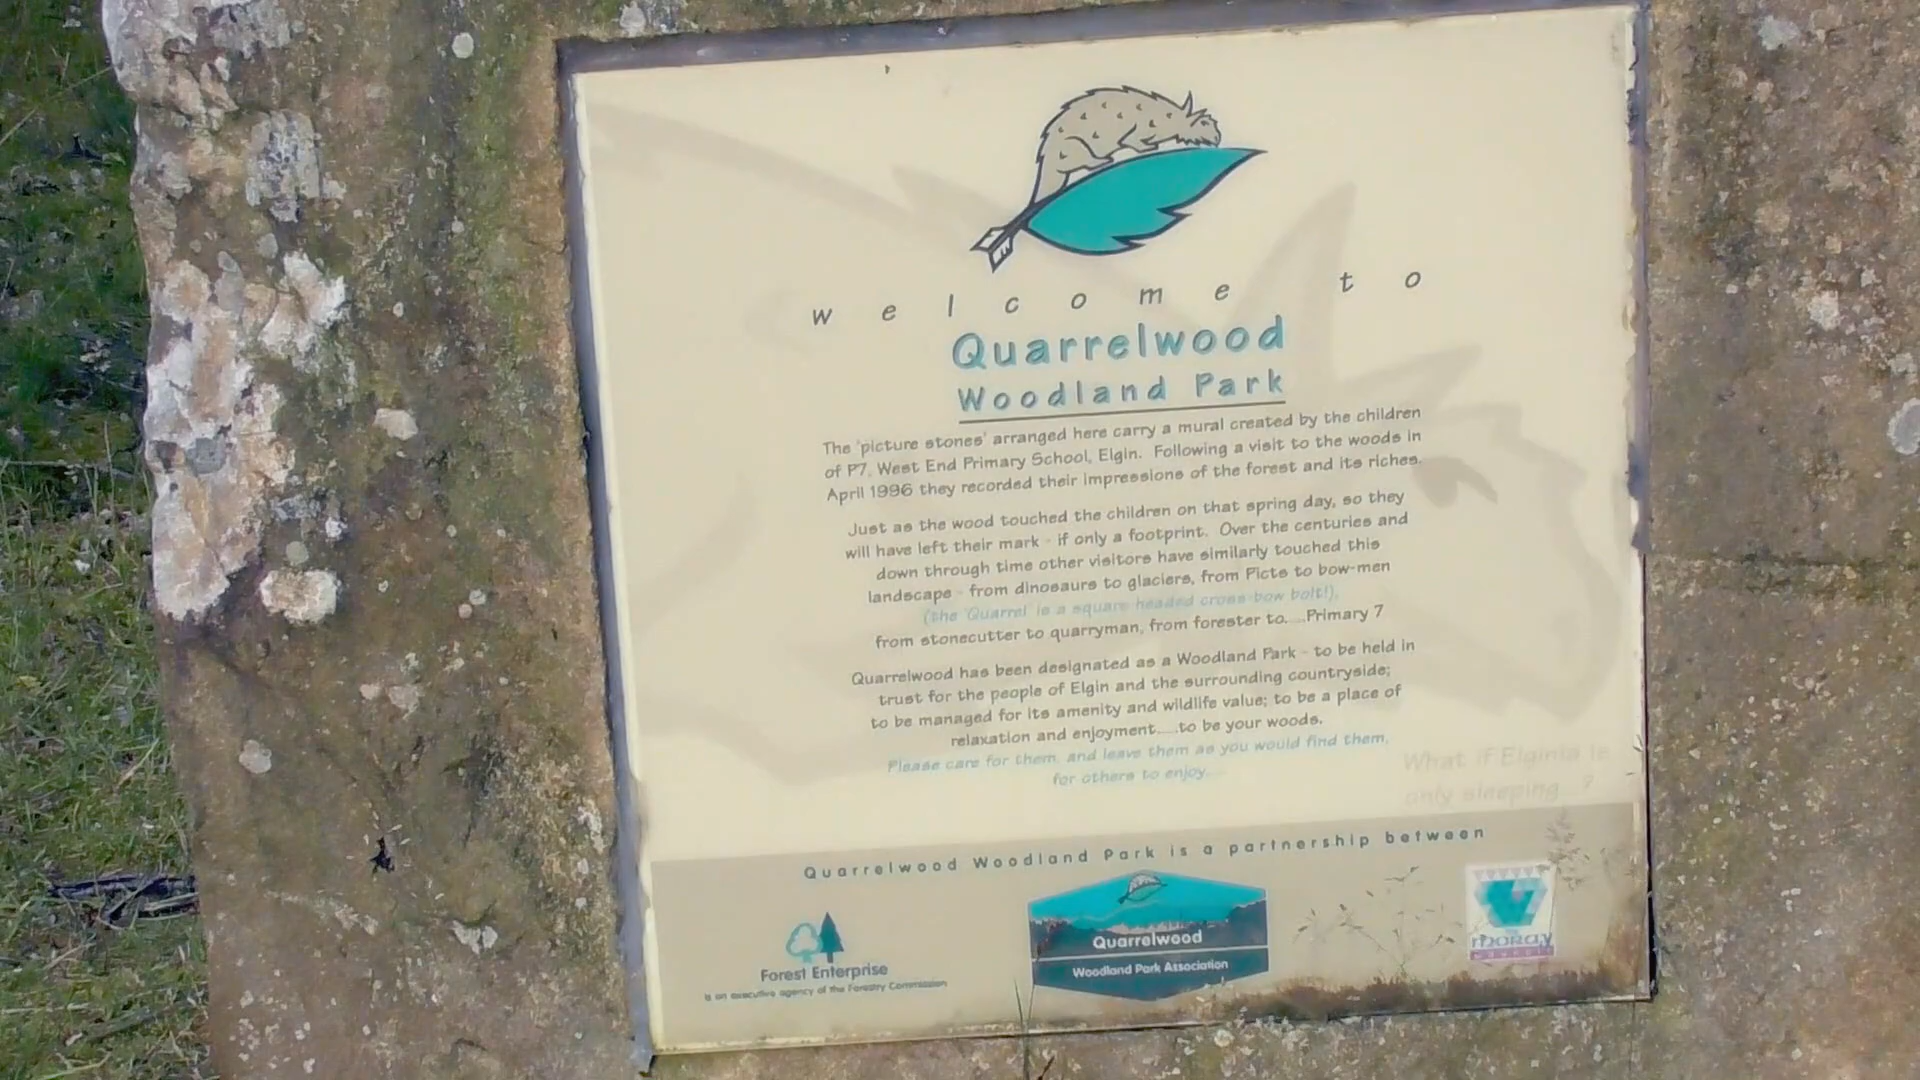 welcome to
Quarrelwood
Woodland Park
The 'picture stones' arranged here carry a mural created by the children
of P7, West End Primary School, Elgin. Following a visit to the woods in
April 1996 they recorded their impressions of the forest and its riches.
Just as the wood touched the children on that spring day, so they
will have left their mark - if only a footprint. Over the centuries and
down through time other visitors have similarly touched this
landscape - from dinosaurs to glaciers, from Picts to bow-men
(the 'Quarrel' is a square headed cross-bow bolt!),
from stonecutter to quarryman, from forester to....Primary 7
Quarrelwood has been designated as a Woodland Park - to be held in
trust for the people of Elgin and the surrounding countryside;
to be managed for its amenity and wildlife value; to be a place of
relaxation and enjoyment.....to be your woods.
Please care for them, and leave them as you would find them,
for others to enjoy....
What if Elginia is
only sleeping...?
Quarrelwood Woodland Park is a partnership between
Forest Enterprise
is an executive agency of the Forestry Commission
Quarrelwood
Woodland Park Association
moray